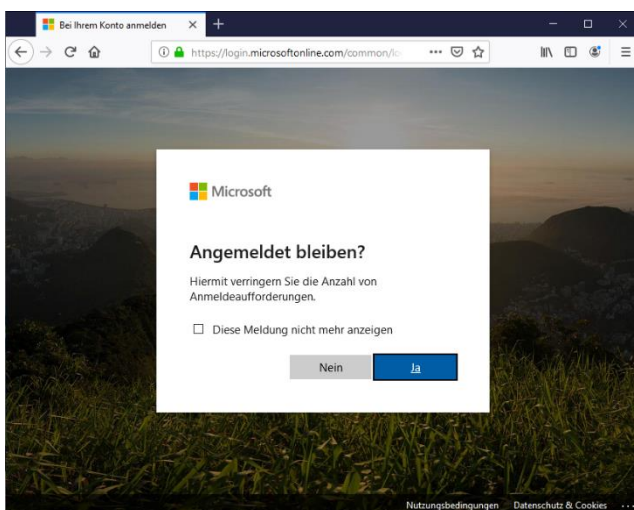 Bei Ihrem Konto anmelden
https://login.microsoftonline.com/common/lo
Microsoft
Angemeldet bleiben?
Hiermit verringern Sie die Anzahl von
Anmeldeaufforderungen.
Diese Meldung nicht mehr anzeigen
Nein Ja
Nutzungsbedingungen Datenschutz & Cookies ...